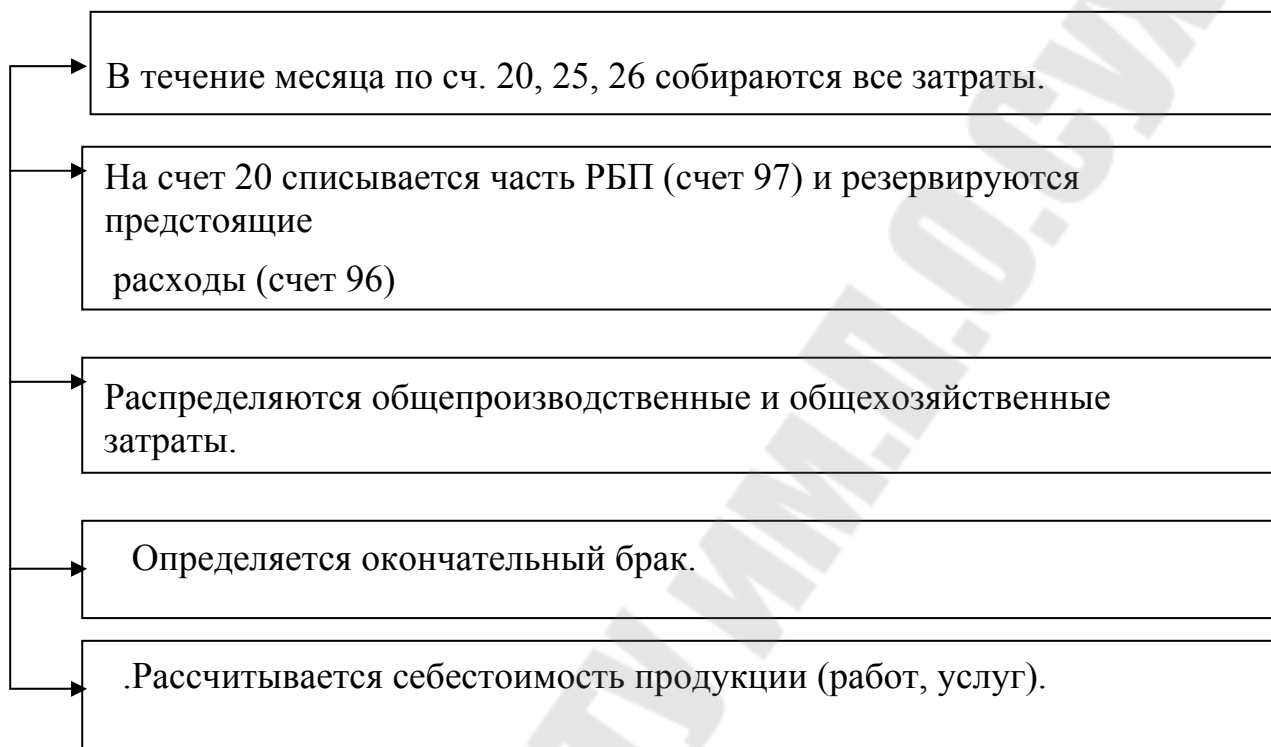 В течение месяца по сч. 20, 25, 26 собираются все затраты.
На счет 20 списывается часть РБП (счет 97) и резервируются
предстоящие
расходы (счет 96)
Распределяются общепроизводственные и общехозяйственные
затраты.
Определяется окончательный брак.
.Рассчитывается себестоимость продукции (работ, услуг).